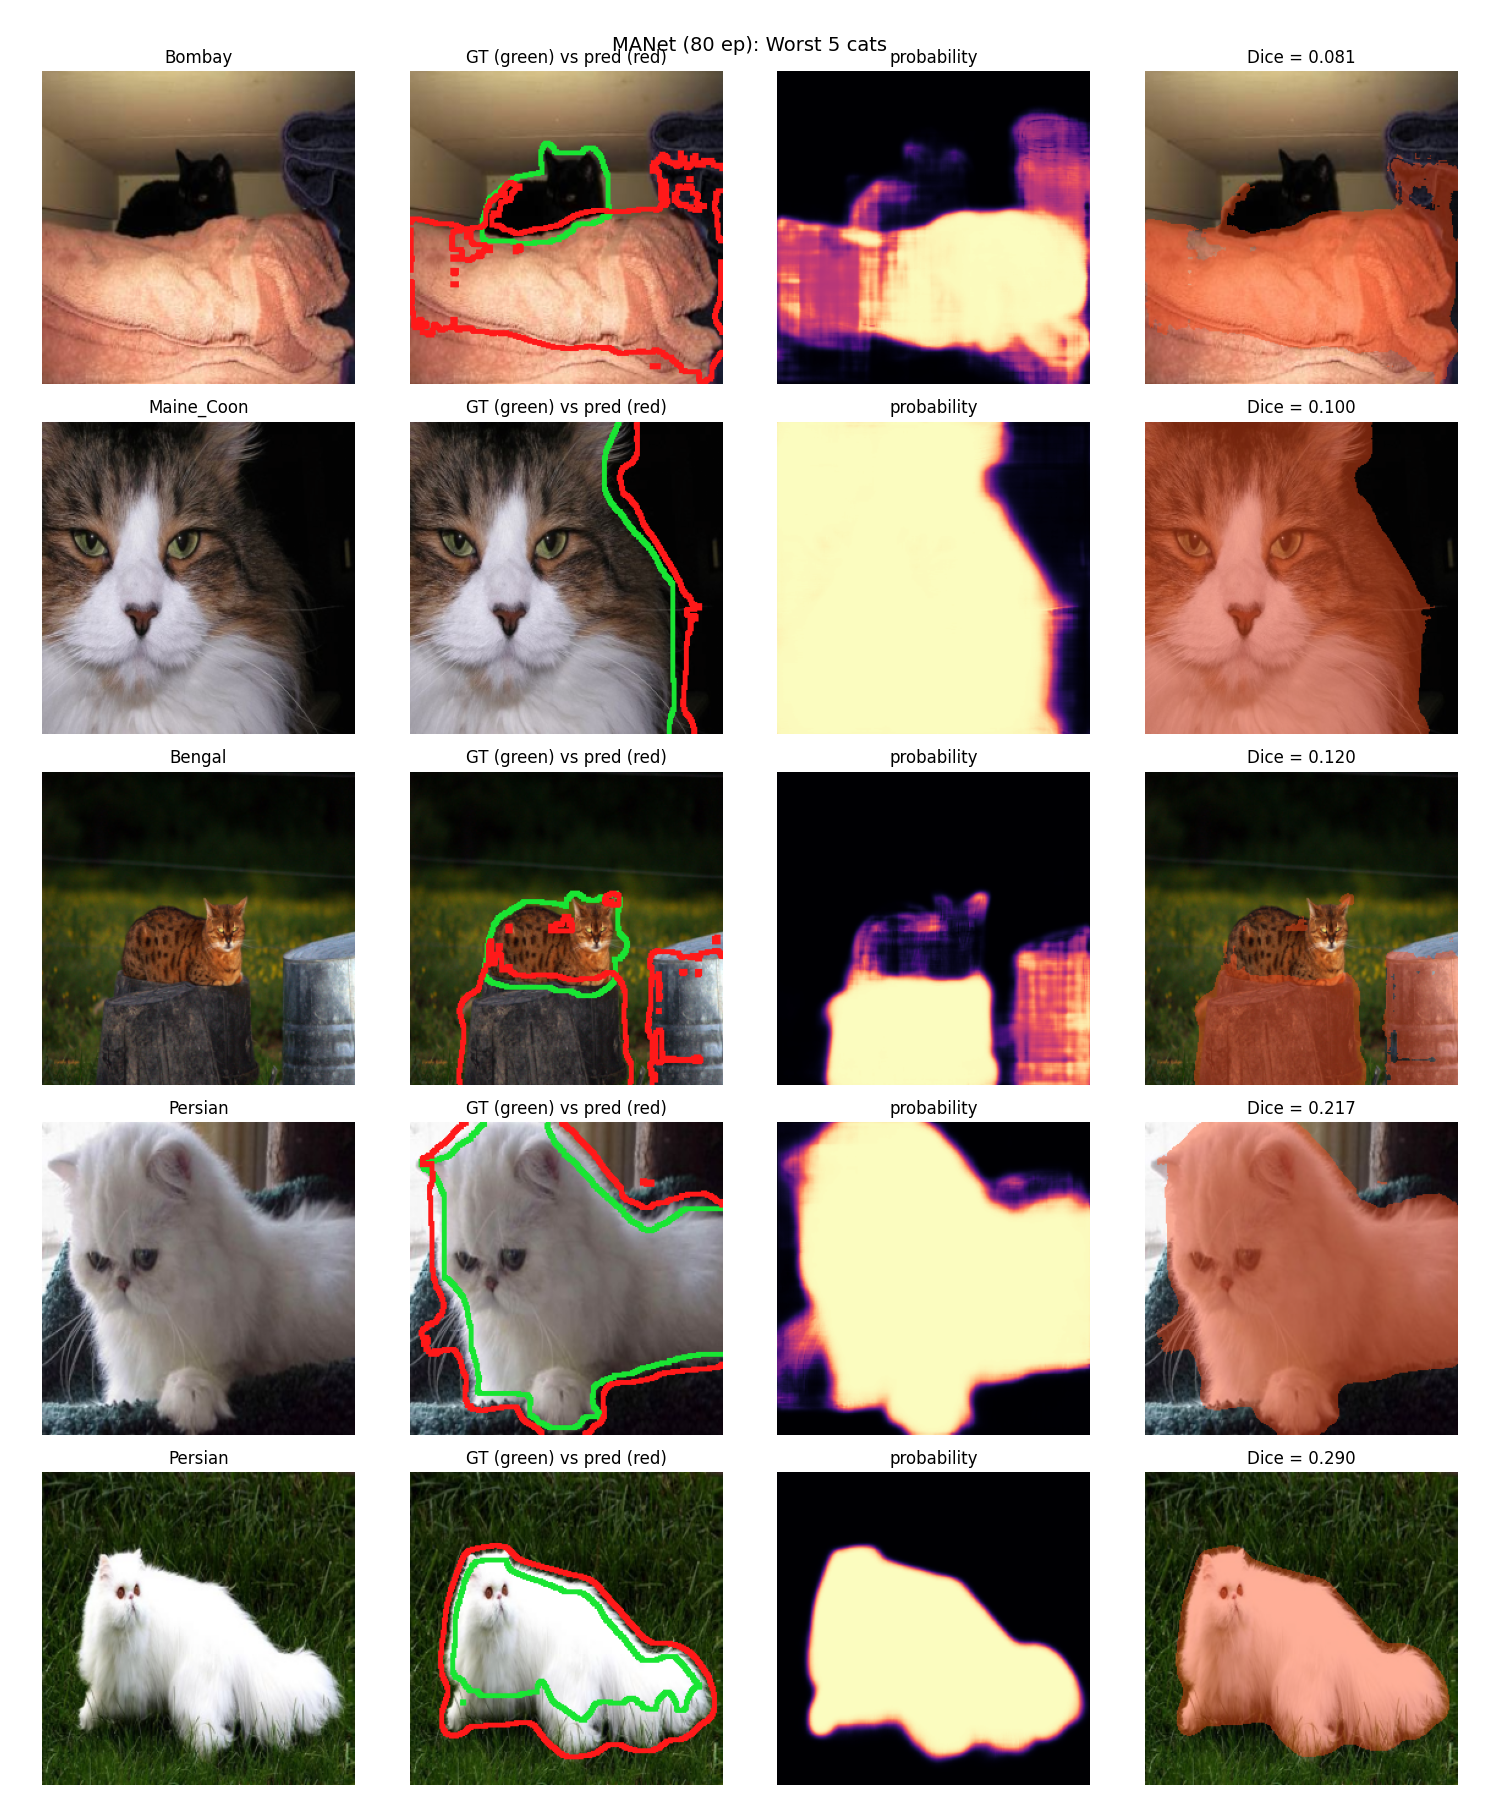 MANet (80 ep): Worst 5 cats
Bombay
GT (green) vs pred (red)
probability
Dice = 0.081
Maine_Coon
GT (green) vs pred (red)
probability
Dice = 0.100
Bengal
GT (green) vs pred (red)
probability
Dice = 0.120
Persian
GT (green) vs pred (red)
probability
Dice = 0.217
Persian
GT (green) vs pred (red)
probability
Dice = 0.290